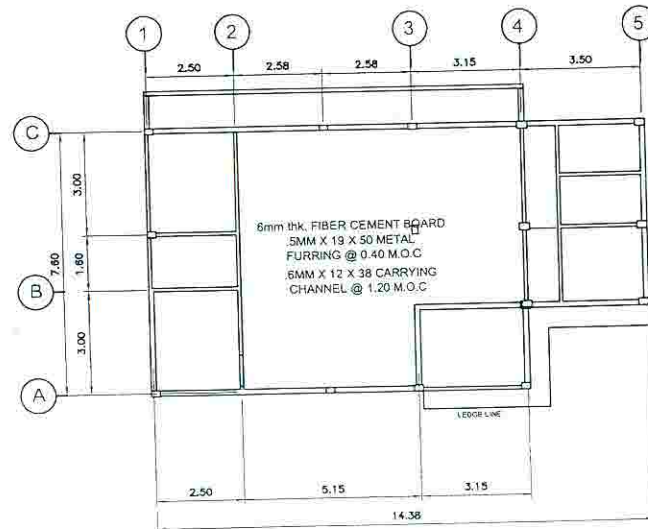 1
2
3
4
5
2.50
2.58
2.58
3.15
3.50
C
3.00
7.60
1.60
B
3.00
A
6mm thk. FIBER CEMENT BOARD
.5MM X 19 X 50 METAL
FURRING @ 0.40 M.O.C
.6MM X 12 X 38 CARRYING
CHANNEL @ 1.20 M.O.C
LEDGE LINE
2.50
5.15
3.15
14.38